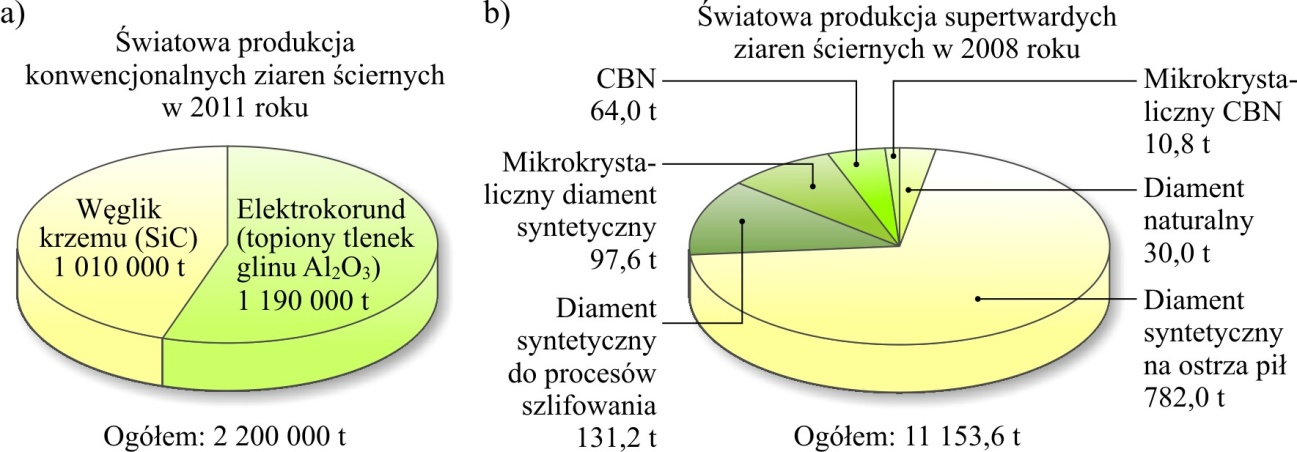 a)
Światowa produkcja
konwencjonalnych ziaren ściernych
w 2011 roku
Węglik
krzemu (SiC)
1 010 000 t
Elektrokorund
(topiony tlenek
glinu Al₂O₃)
1 190 000 t
Ogółem: 2 200 000 t
b)
Światowa produkcja supertwardych
ziaren ściernych w 2008 roku
CBN
64,0 t
Mikrokrysta-
liczny diament
syntetyczny
97,6 t
Diament
syntetyczny
do procesów
szlifowania
131,2 t
Mikrokrysta-
liczny CBN
10,8 t
Diament
naturalny
30,0 t
Diament
syntetyczny
na ostrza pił
782,0 t
Ogółem: 11 153,6 t